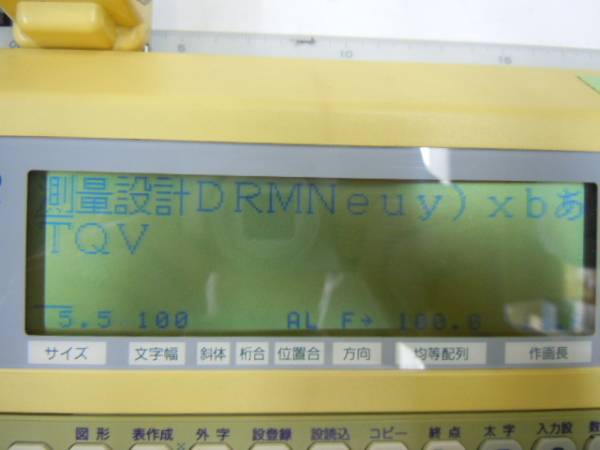 5 10 15
測量設計DRMNeuy)xbあ
TQV
5.5 100 AL F→ 100.0
サイズ 文字幅 斜体 桁合 位置合 方向 均等配列 作画長
図形 表作成 外字 設登録 設読込 コピー 終点 太字 入力設